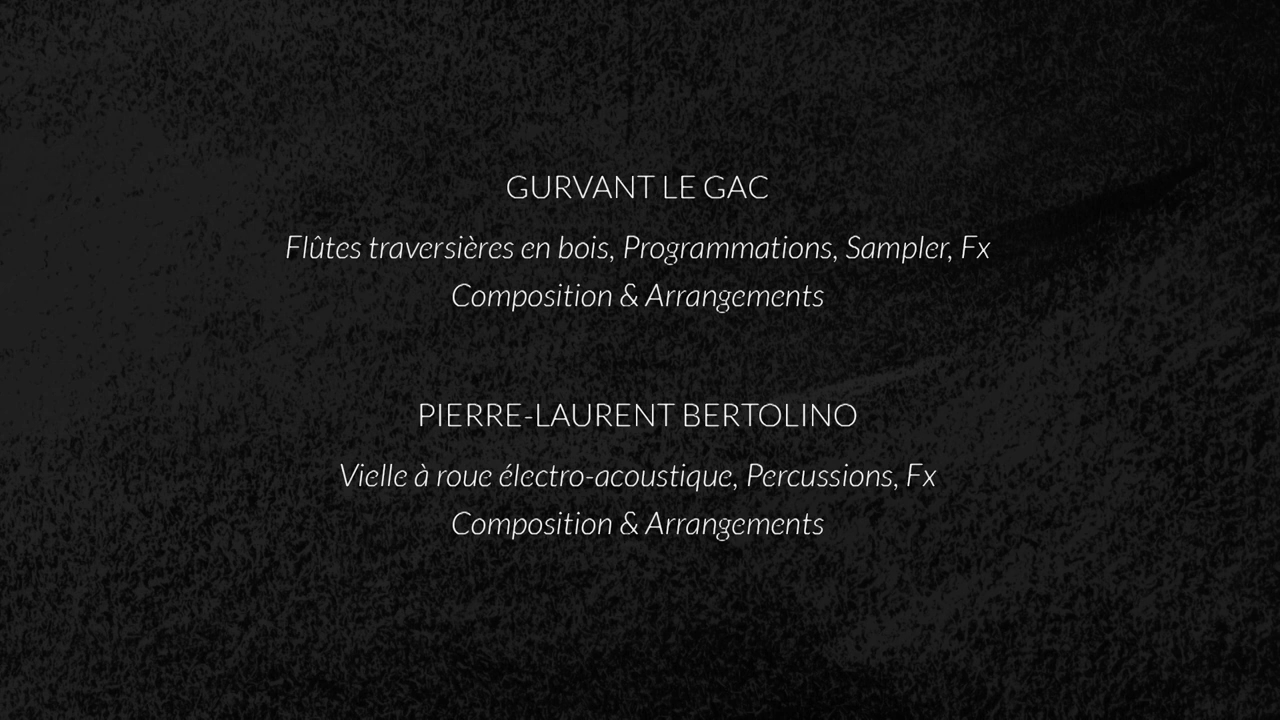 GURVANT LE GAC
Flûtes traversières en bois, Programmations, Sampler, Fx
Composition & Arrangements
PIERRE-LAURENT BERTOLINO
Vielle à roue électro-acoustique, Percussions, Fx
Composition & Arrangements